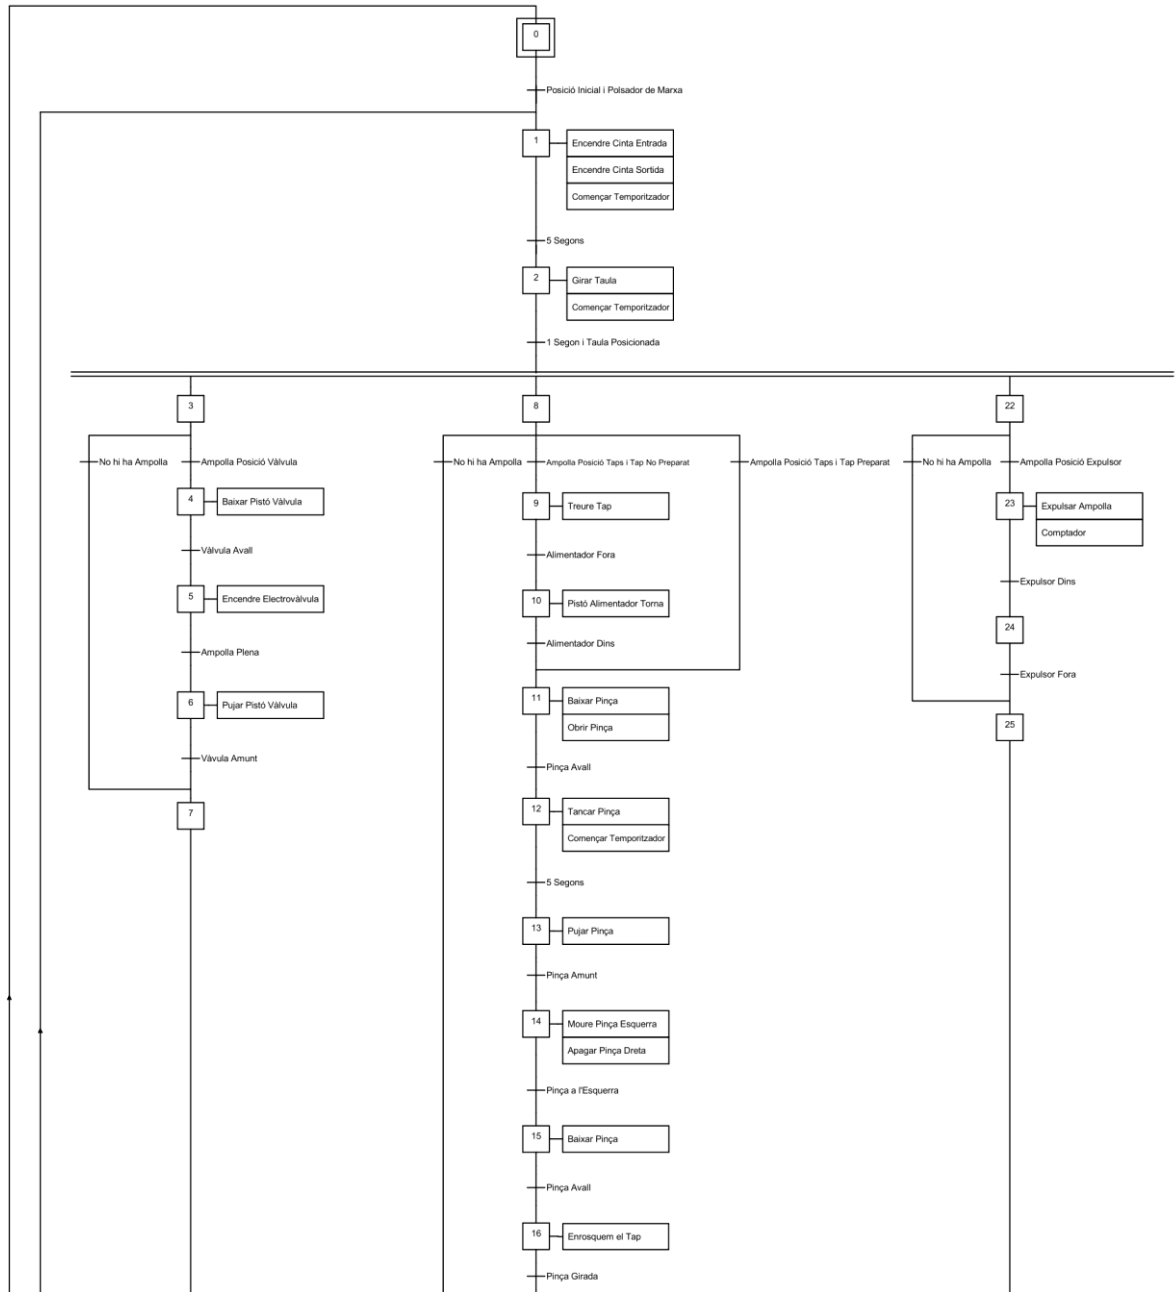 0
Posició Inicial i Polsador de Marxa
1
Encendre Cinta Entrada
Encendre Cinta Sortida
Començar Temporitzador
5 Segons
2
Girar Taula
Començar Temporitzador
1 Segon i Taula Posicionada
3
No hi ha Ampolla
Ampolla Posició Vàlvula
4
Baixar Pistó Vàlvula
Vàlvula Avall
5
Encendre Electrovàlvula
Ampolla Plena
6
Pujar Pistó Vàlvula
Vàvula Amunt
7
8
No hi ha Ampolla
Ampolla Posició Taps i Tap No Preparat
Ampolla Posició Taps i Tap Preparat
9
Treure Tap
Alimentador Fora
10
Pistó Alimentador Torna
Alimentador Dins
11
Baixar Pinça
Obrir Pinça
Pinça Avall
12
Tancar Pinça
Començar Temporitzador
5 Segons
13
Pujar Pinça
Pinça Amunt
14
Moure Pinça Esquerra
Apagar Pinça Dreta
Pinça a l'Esquerra
15
Baixar Pinça
Pinça Avall
16
Enrosquem el Tap
Pinça Girada
22
No hi ha Ampolla
Ampolla Posició Expulsor
23
Expulsar Ampolla
Comptador
Expulsor Dins
24
Expulsor Fora
25